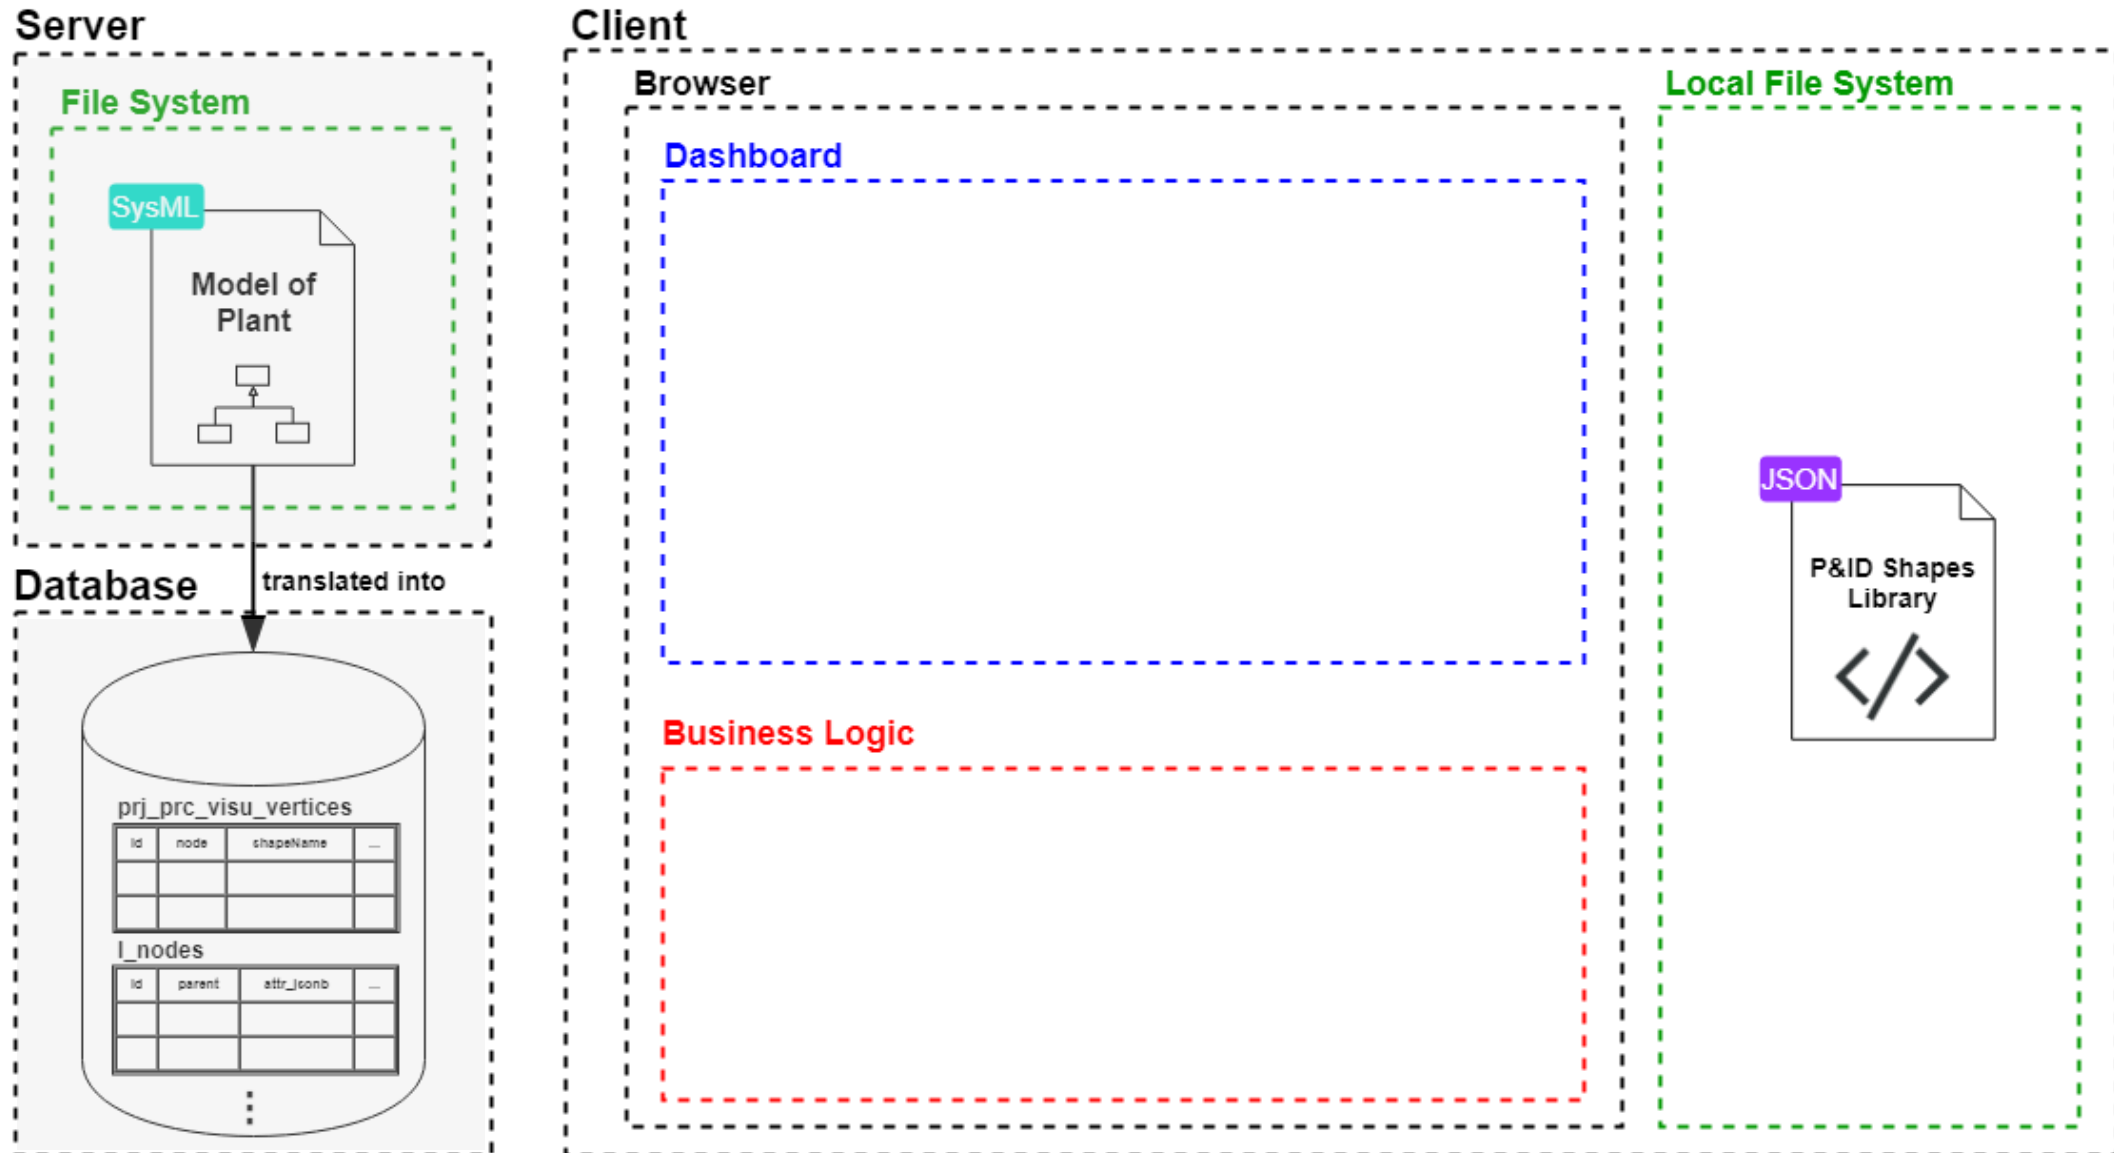 Server
File System
SysML
Model of
Plant
translated into
Database
prj_prc_visu_vertices
id node shapeName ...
l_nodes
id parent attr_jsonb ...
Client
Browser
Dashboard
Business Logic
Local File System
JSON
P&ID Shapes
Library